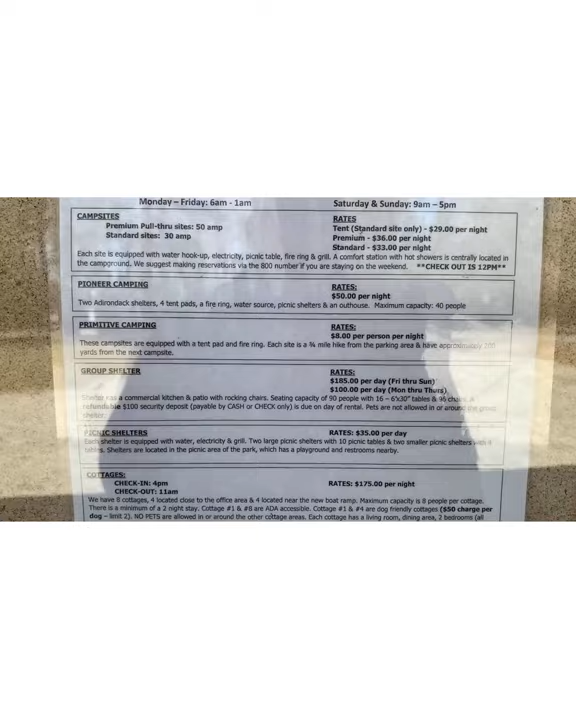 Monday – Friday: 6am - 1am Saturday & Sunday: 9am – 5pm
CAMPSITES RATES
Premium Pull-thru sites: 50 amp Tent (Standard site only) - $29.00 per night
Standard sites: 30 amp Premium - $36.00 per night
Standard - $33.00 per night
Each site is equipped with water hook-up, electricity, picnic table, fire ring & grill. A comfort station with hot showers is centrally located in
the campground. We suggest making reservations via the 800 number if you are staying on the weekend. **CHECK OUT IS 12PM**
PIONEER CAMPING RATES:
$50.00 per night
Two Adirondack shelters, 4 tent pads, a fire ring, water source, picnic shelters & an outhouse. Maximum capacity: 40 people
PRIMITIVE CAMPING RATES:
$8.00 per person per night
These campsites are equipped with a tent pad and fire ring. Each site is a ¾ mile hike from the parking area & have approximately 200
yards from the next campsite.
GROUP SHELTER RATES:
$185.00 per day (Fri thru Sun)
$100.00 per day (Mon thru Thurs)
Shelter has a commercial kitchen & patio with rocking chairs. Seating capacity of 90 people with 16 – 6'x30" tables & 96 chairs. A
refundable $100 security deposit (payable by CASH or CHECK only) is due on day of rental. Pets are not allowed in or around the group
shelter.
PICNIC SHELTERS RATES: $35.00 per day
Each shelter is equipped with water, electricity & grill. Two large picnic shelters with 10 picnic tables & two smaller picnic shelters with 4
tables. Shelters are located in the picnic area of the park, which has a playground and restrooms nearby.
COTTAGES:
CHECK-IN: 4pm RATES: $175.00 per night
CHECK-OUT: 11am
We have 8 cottages, 4 located close to the office area & 4 located near the new boat ramp. Maximum capacity is 8 people per cottage.
There is a minimum of a 2 night stay. Cottage #1 & #8 are ADA accessible. Cottage #1 & #4 are dog friendly cottages ($50 charge per
dog – limit 2). NO PETS are allowed in or around the other cottage areas. Each cottage has a living room, dining area, 2 bedrooms (all